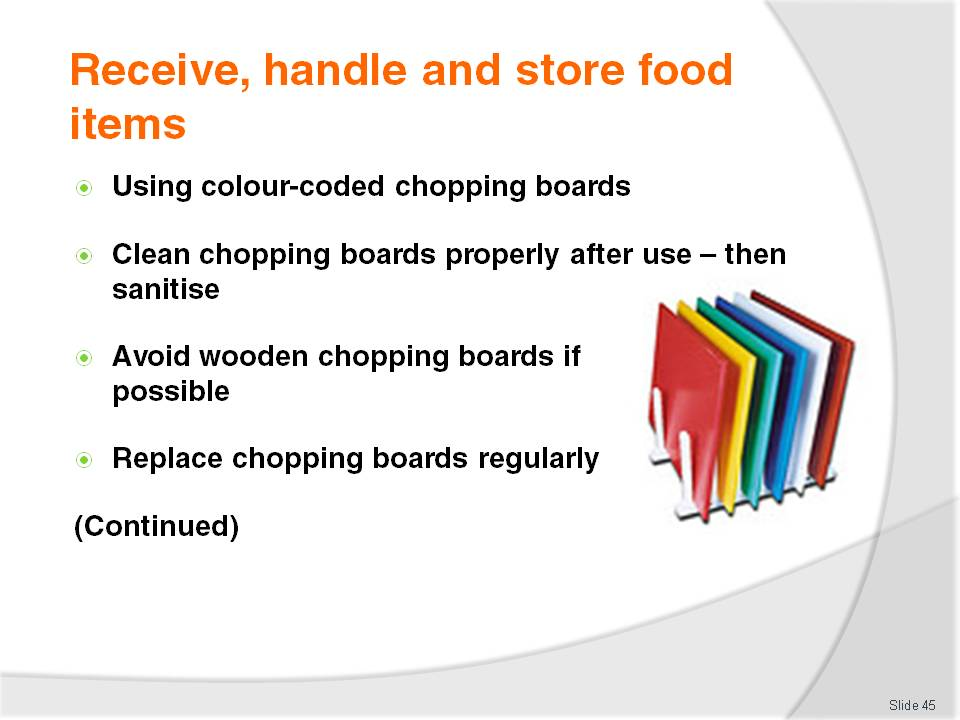 Receive, handle and store food
items
Using colour-coded chopping boards
Clean chopping boards properly after use – then
sanitise
Avoid wooden chopping boards if
possible
Replace chopping boards regularly
(Continued)
Slide 45